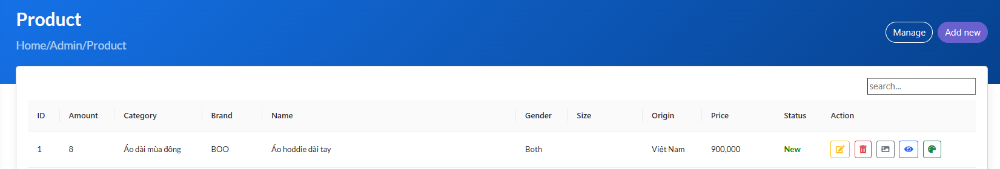 Product
Home/Admin/Product
Manage Add new
search...
ID Amount Category Brand Name Gender Size Origin Price Status Action
1 8 Áo dài mùa đông BOO Áo hoddie dài tay Both Việt Nam 900,000 New